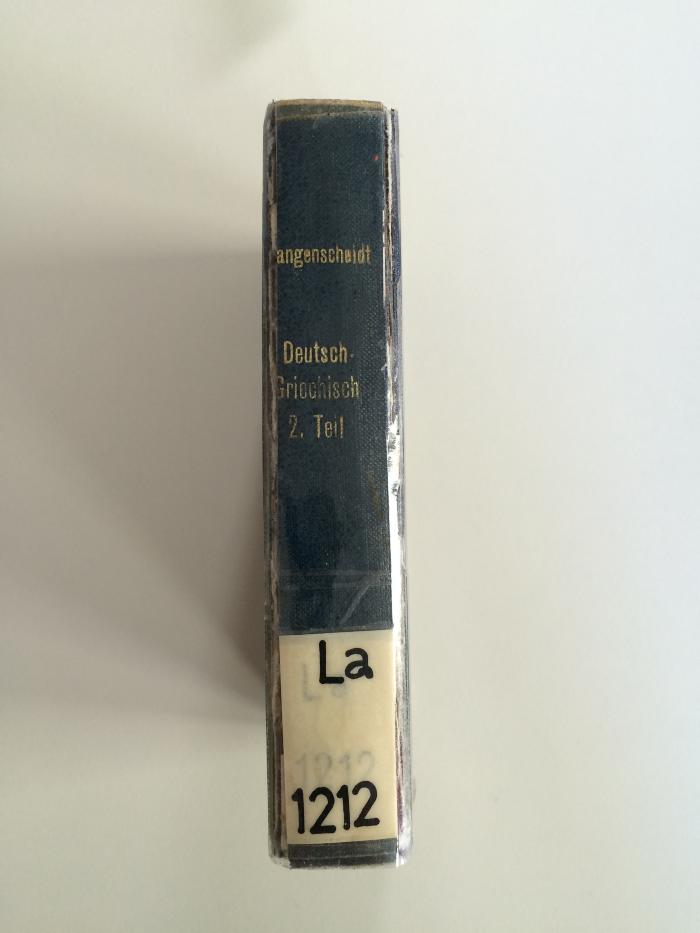 angenscheidt
Deutsch-
Griechisch
2. Teil
La
1212